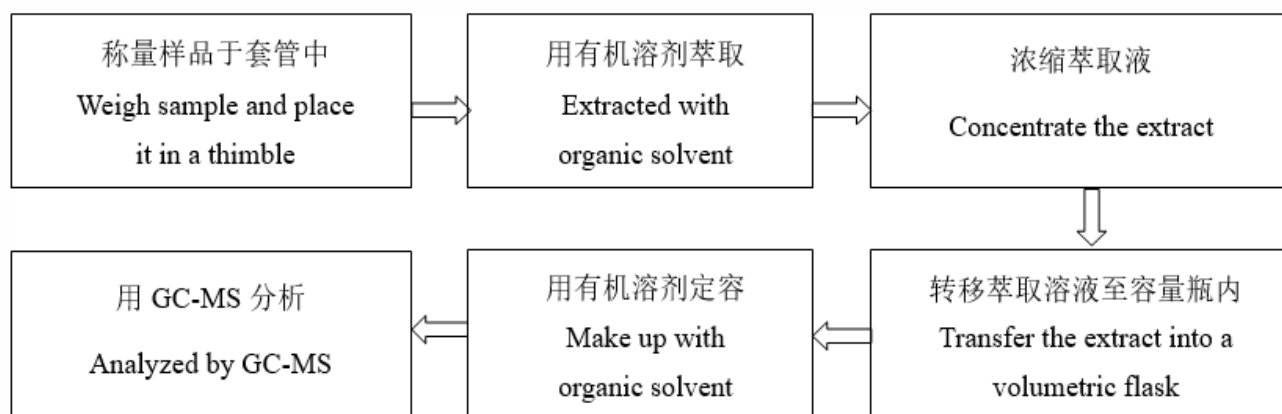 称量样品于套管中
Weigh sample and place
it in a thimble
用有机溶剂萃取
Extracted with
organic solvent
浓缩萃取液
Concentrate the extract
转移萃取溶液至容量瓶内
Transfer the extract into a
volumetric flask
用有机溶剂定容
Make up with
organic solvent
用 GC-MS 分析
Analyzed by GC-MS